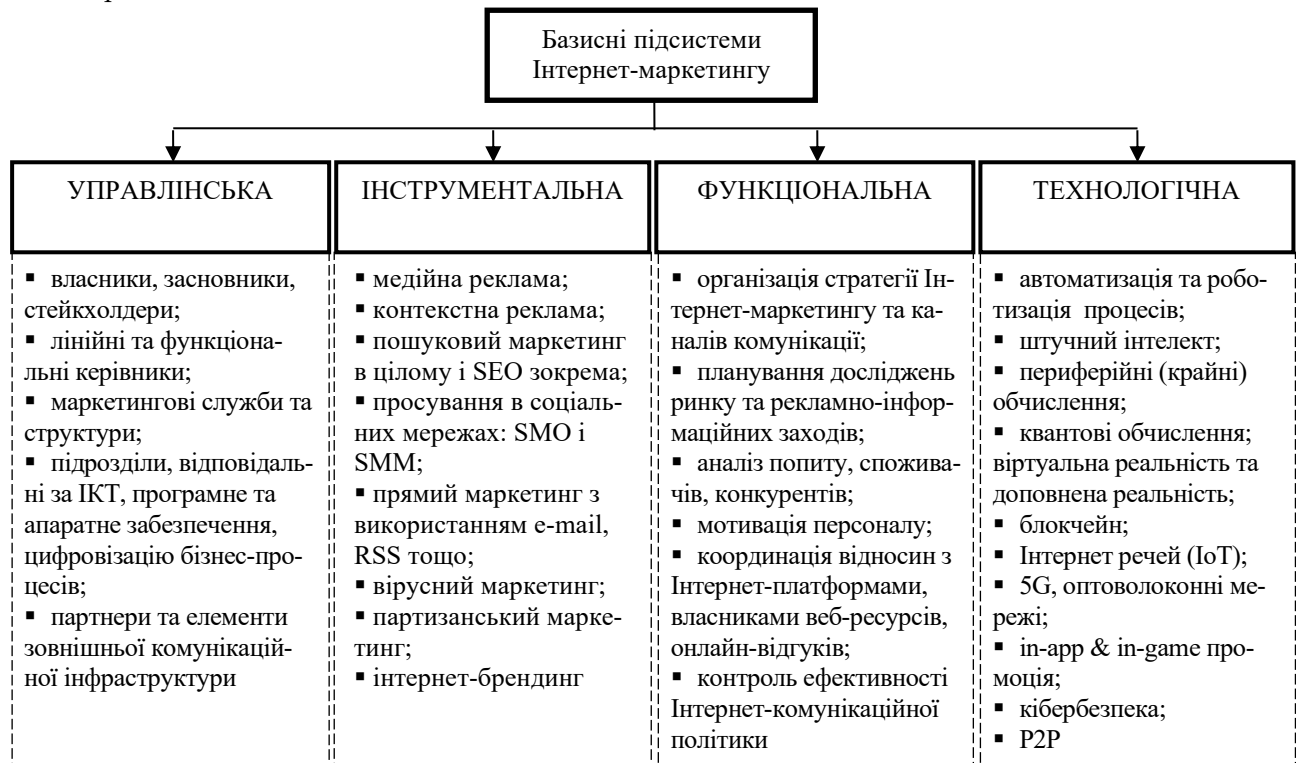 Базисні підсистеми
Інтернет-маркетингу
УПРАВЛІНСЬКА
▪ власники, засновники,
стейкхолдери;
▪ лінійні та функціона-
льні керівники;
▪ маркетингові служби та
структури;
▪ підрозділи, відповідаль-
ні за ІКТ, програмне та
апаратне забезпечення,
цифровізацію бізнес-про-
цесів;
▪ партнери та елементи
зовнішньої комунікацій-
ної інфраструктури
ІНСТРУМЕНТАЛЬНА
▪ медійна реклама;
▪ контекстна реклама;
▪ пошуковий маркетинг
в цілому і SEO зокрема;
▪ просування в соціаль-
них мережах: SMO і
SMM;
▪ прямий маркетинг з
використанням e-mail,
RSS тощо;
▪ вірусний маркетинг;
▪ партизанський марке-
тинг;
▪ інтернет-брендинг
ФУНКЦІОНАЛЬНА
▪ організація стратегії Ін-
тернет-маркетингу та ка-
налів комунікації;
▪ планування досліджень
ринку та рекламно-інфор-
маційних заходів;
▪ аналіз попиту, спожива-
чів, конкурентів;
▪ мотивація персоналу;
▪ координація відносин з
Інтернет-платформами,
власниками веб-ресурсів,
онлайн-відгуків;
▪ контроль ефективності
Інтернет-комунікаційної
політики
ТЕХНОЛОГІЧНА
▪ автоматизація та робо-
тизація процесів;
▪ штучний інтелект;
▪ периферійні (крайні)
обчислення;
▪ квантові обчислення;
віртуальна реальність та
доповнена реальність;
▪ блокчейн;
▪ Інтернет речей (IoT);
▪ 5G, оптоволоконні ме-
режі;
▪ in-app & in-game про-
моція;
▪ кібербезпека;
▪ P2P